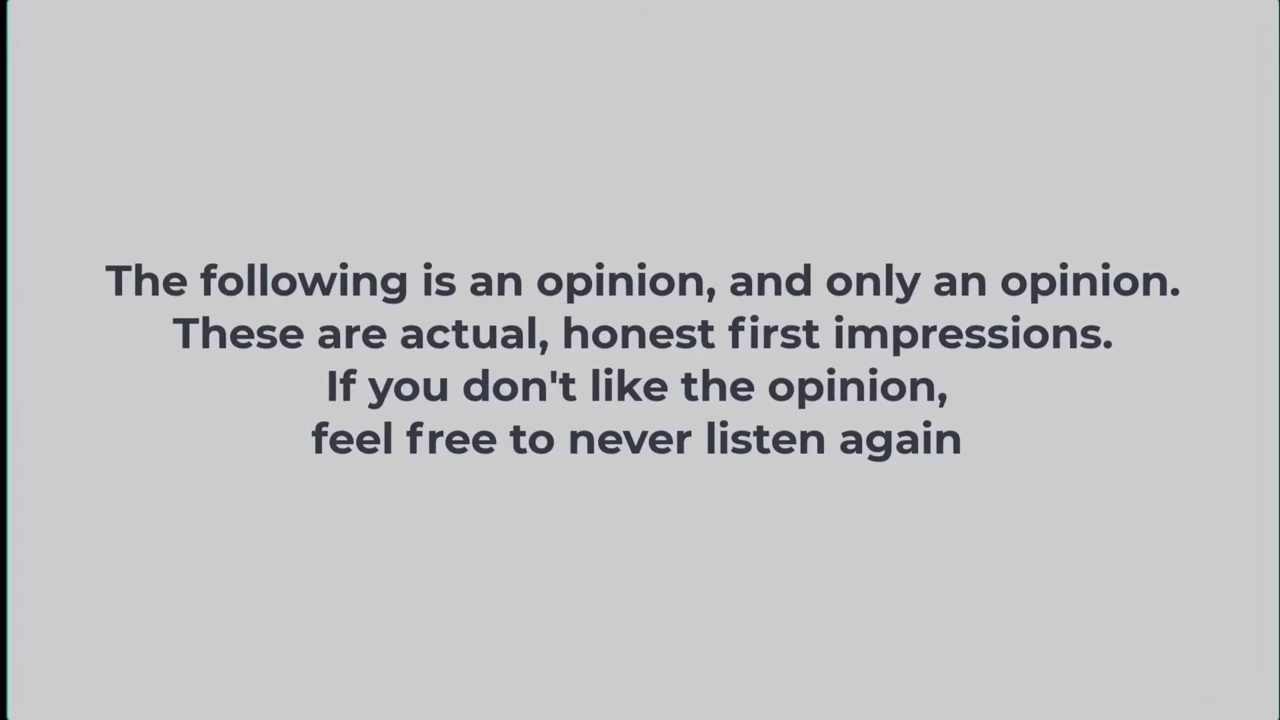 The following is an opinion, and only an opinion.
These are actual, honest first impressions.
If you don't like the opinion,
feel free to never listen again